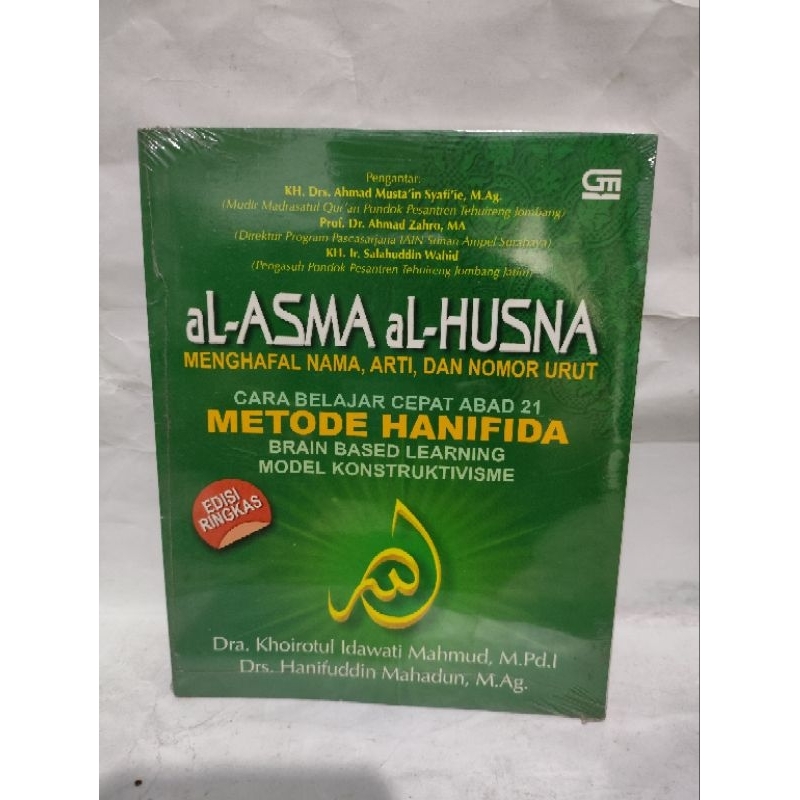 Pengantar:
KH. Drs. Ahmad Musta'in Syafi'ie, M.Ag.
(Mudir Madrasatul Qur'an Pondok Pesantren Tebuireng Jombang)
Prof. Dr. Ahmad Zahro, MA
(Direktur Program Pascasarjana IAIN Sunan Ampel Surabaya)
KH. Ir. Salahuddin Wahid
(Pengasuh Pondok Pesantren Tebuireng Jombang Jatim)
GM
aL-ASMA aL-HUSNA
MENGHAFAL NAMA, ARTI, DAN NOMOR URUT
CARA BELAJAR CEPAT ABAD 21
METODE HANIFIDA
BRAIN BASED LEARNING
MODEL KONSTRUKTIVISME
EDISI
RINGKAS
الله
Dra. Khoirotul Idawati Mahmud, M.Pd.I
Drs. Hanifuddin Mahadun, M.Ag.